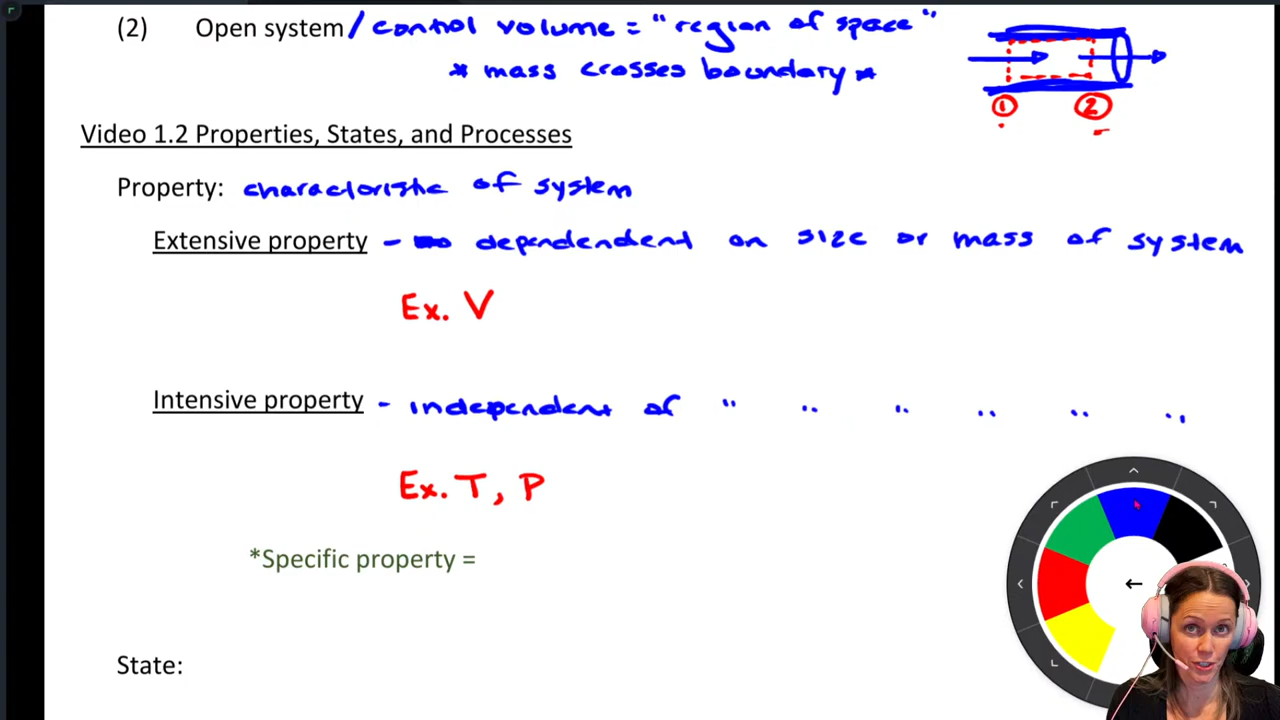 (2) Open system / control volume = "region of space"
* mass crosses boundary *
1 2
Video 1.2 Properties, States, and Processes
Property: characteristic of system
Extensive property - dependendent on size or mass of system
Ex. V
Intensive property - independent of " " " " " "
Ex. T, P
*Specific property =
State: